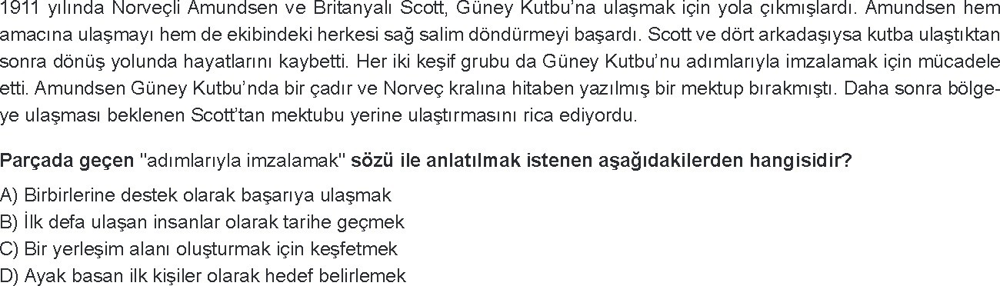 1911 yılında Norveçli Amundsen ve Britanyalı Scott, Güney Kutbu’na ulaşmak için yola çıkmışlardı. Amundsen hem
amacına ulaşmayı hem de ekibindeki herkesi sağ salim döndürmeyi başardı. Scott ve dört arkadaşıysa kutba ulaştıktan
sonra dönüş yolunda hayatlarını kaybetti. Her iki keşif grubu da Güney Kutbu’nu adımlarıyla imzalamak için mücadele
etti. Amundsen Güney Kutbu’nda bir çadır ve Norveç kralına hitaben yazılmış bir mektup bırakmıştı. Daha sonra bölge-
ye ulaşması beklenen Scott’tan mektubu yerine ulaştırmasını rica ediyordu.
Parçada geçen "adımlarıyla imzalamak" sözü ile anlatılmak istenen aşağıdakilerden hangisidir?
A) Birbirlerine destek olarak başarıya ulaşmak
B) İlk defa ulaşan insanlar olarak tarihe geçmek
C) Bir yerleşim alanı oluşturmak için keşfetmek
D) Ayak basan ilk kişiler olarak hedef belirlemek